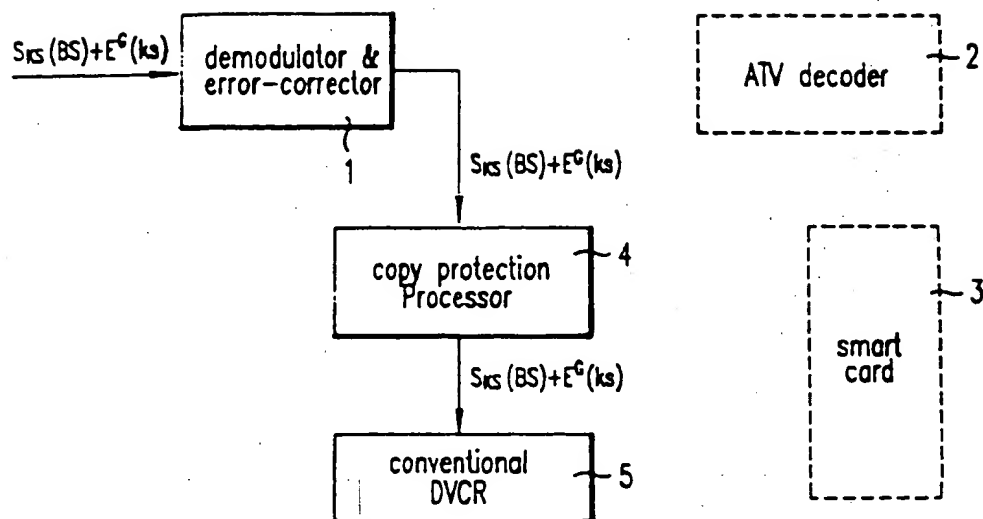 S_KS(BS)+E^G(ks)
demodulator &
error-corrector
1
ATV decoder
2
S_KS(BS)+E^G(ks)
copy protection
Processor
4
smart
card
3
S_KS(BS)+E^G(ks)
conventional
DVCR
5